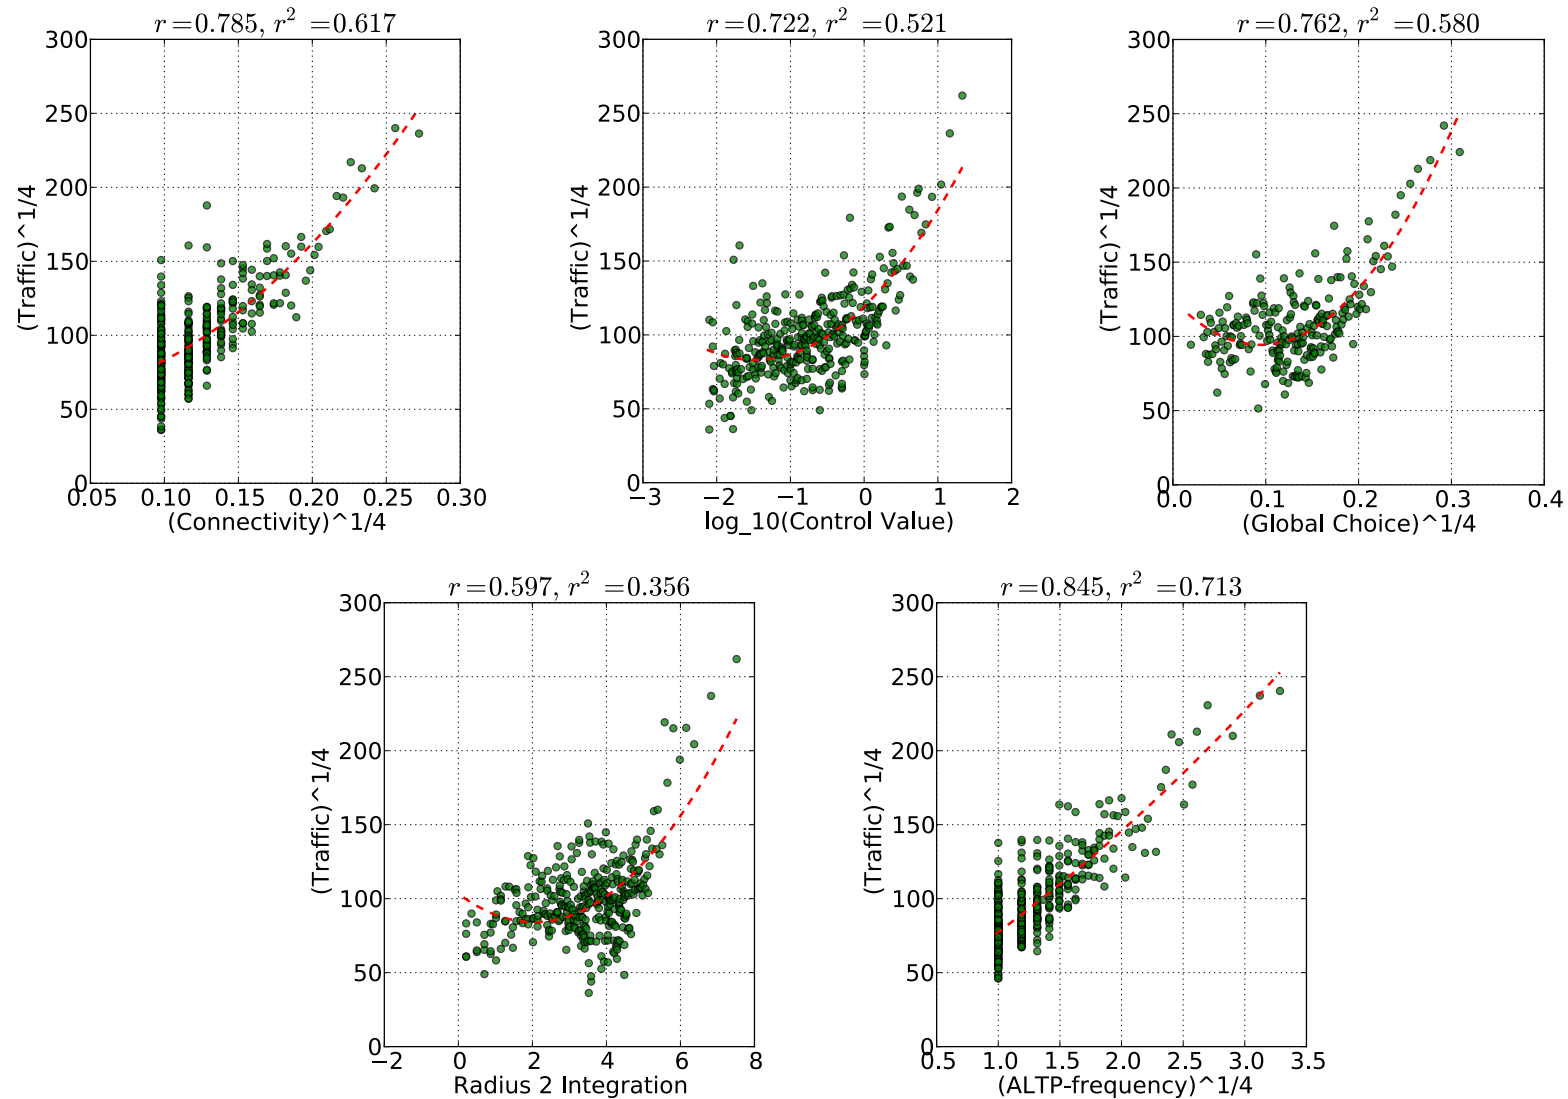 r=0.785, r² =0.617
300
250
200
150
100
50
0
(Traffic)^1/4
0.05 0.10 0.15 0.20 0.25 0.30
(Connectivity)^1/4
r=0.722, r² =0.521
300
250
200
150
100
50
0
(Traffic)^1/4
−3 −2 −1 0 1 2
log_10(Control Value)
r=0.762, r² =0.580
300
250
200
150
100
50
0
(Traffic)^1/4
0.0 0.1 0.2 0.3 0.4
(Global Choice)^1/4
r=0.597, r² =0.356
300
250
200
150
100
50
0
(Traffic)^1/4
−2 0 2 4 6 8
Radius 2 Integration
r=0.845, r² =0.713
300
250
200
150
100
50
0
(Traffic)^1/4
0.5 1.0 1.5 2.0 2.5 3.0 3.5
(ALTP-frequency)^1/4